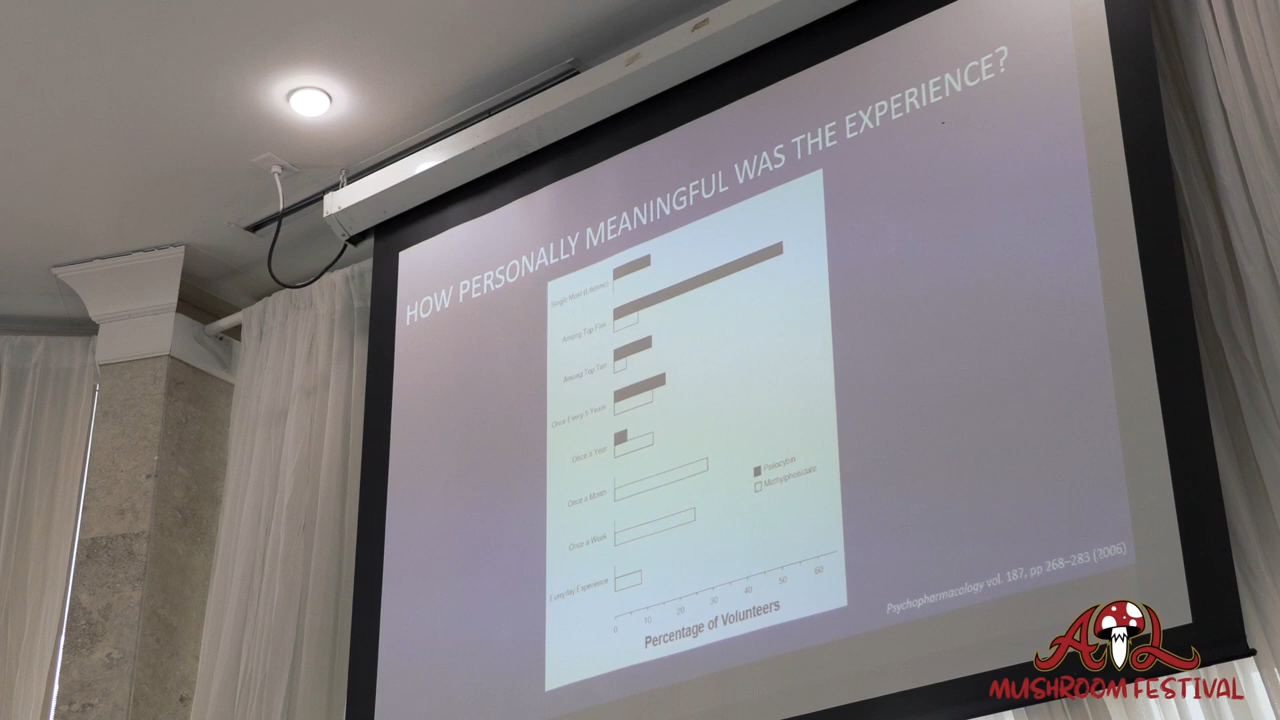 HOW PERSONALLY MEANINGFUL WAS THE EXPERIENCE?
Single Most (Lifetime)
Among Top Five
Among Top Ten
Once Every 5 Years
Once a Year
Once a Month
Once a Week
Everyday Experience
Psilocybin
Methylphenidate
0 10 20 30 40 50 60
Percentage of Volunteers
Psychopharmacology vol. 187, pp 268–283 (2006)
AL
MUSHROOM FESTIVAL